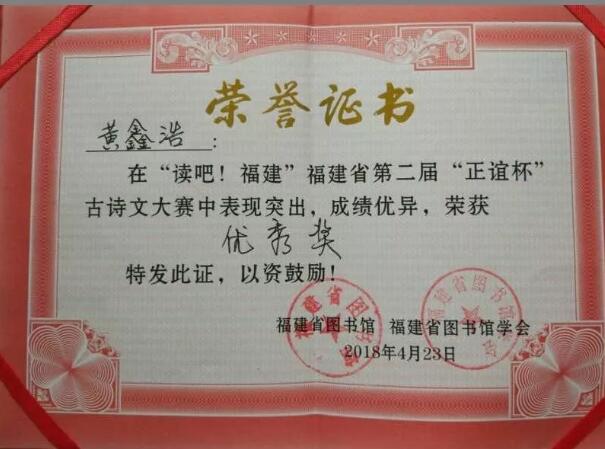 荣誉证书
黄鑫浩：
在“读吧！福建”福建省第二届“正谊杯”
古诗文大赛中表现突出，成绩优异，荣获
优秀奖
特发此证，以资鼓励！
福建省图书馆 福建省图书馆学会
2018年4月23日